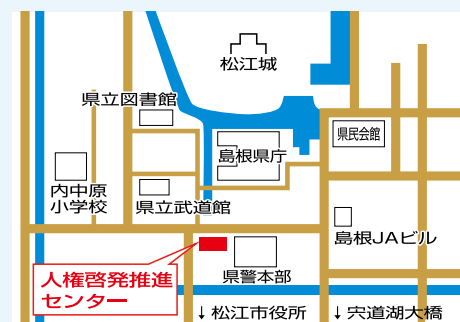 松江城
県立図書館
県民会館
島根県庁
内中原
小学校
県立武道館
島根JAビル
県警本部
人権啓発推進
センター
↓松江市役所
↓宍道湖大橋